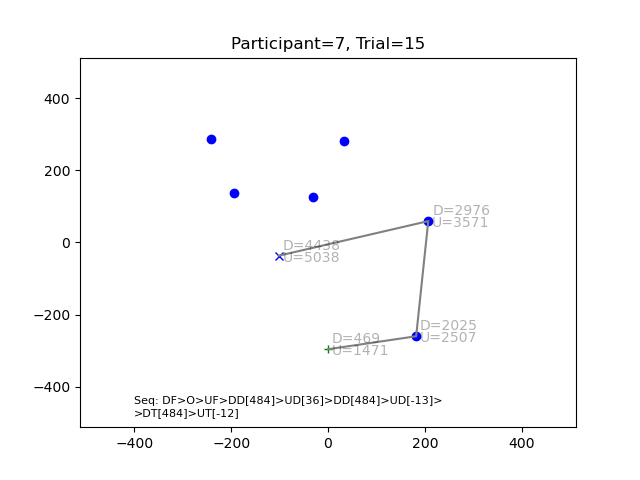 Participant=7, Trial=15
400
200
0
−200
−400
D=2976
U=3571
D=4438
U=5038
D=2025
U=2507
D=469
U=1471
Seq: DF>O>UF>DD[484]>UD[36]>DD[484]>UD[-13]>
>DT[484]>UT[-12]
−400
−200
0
200
400